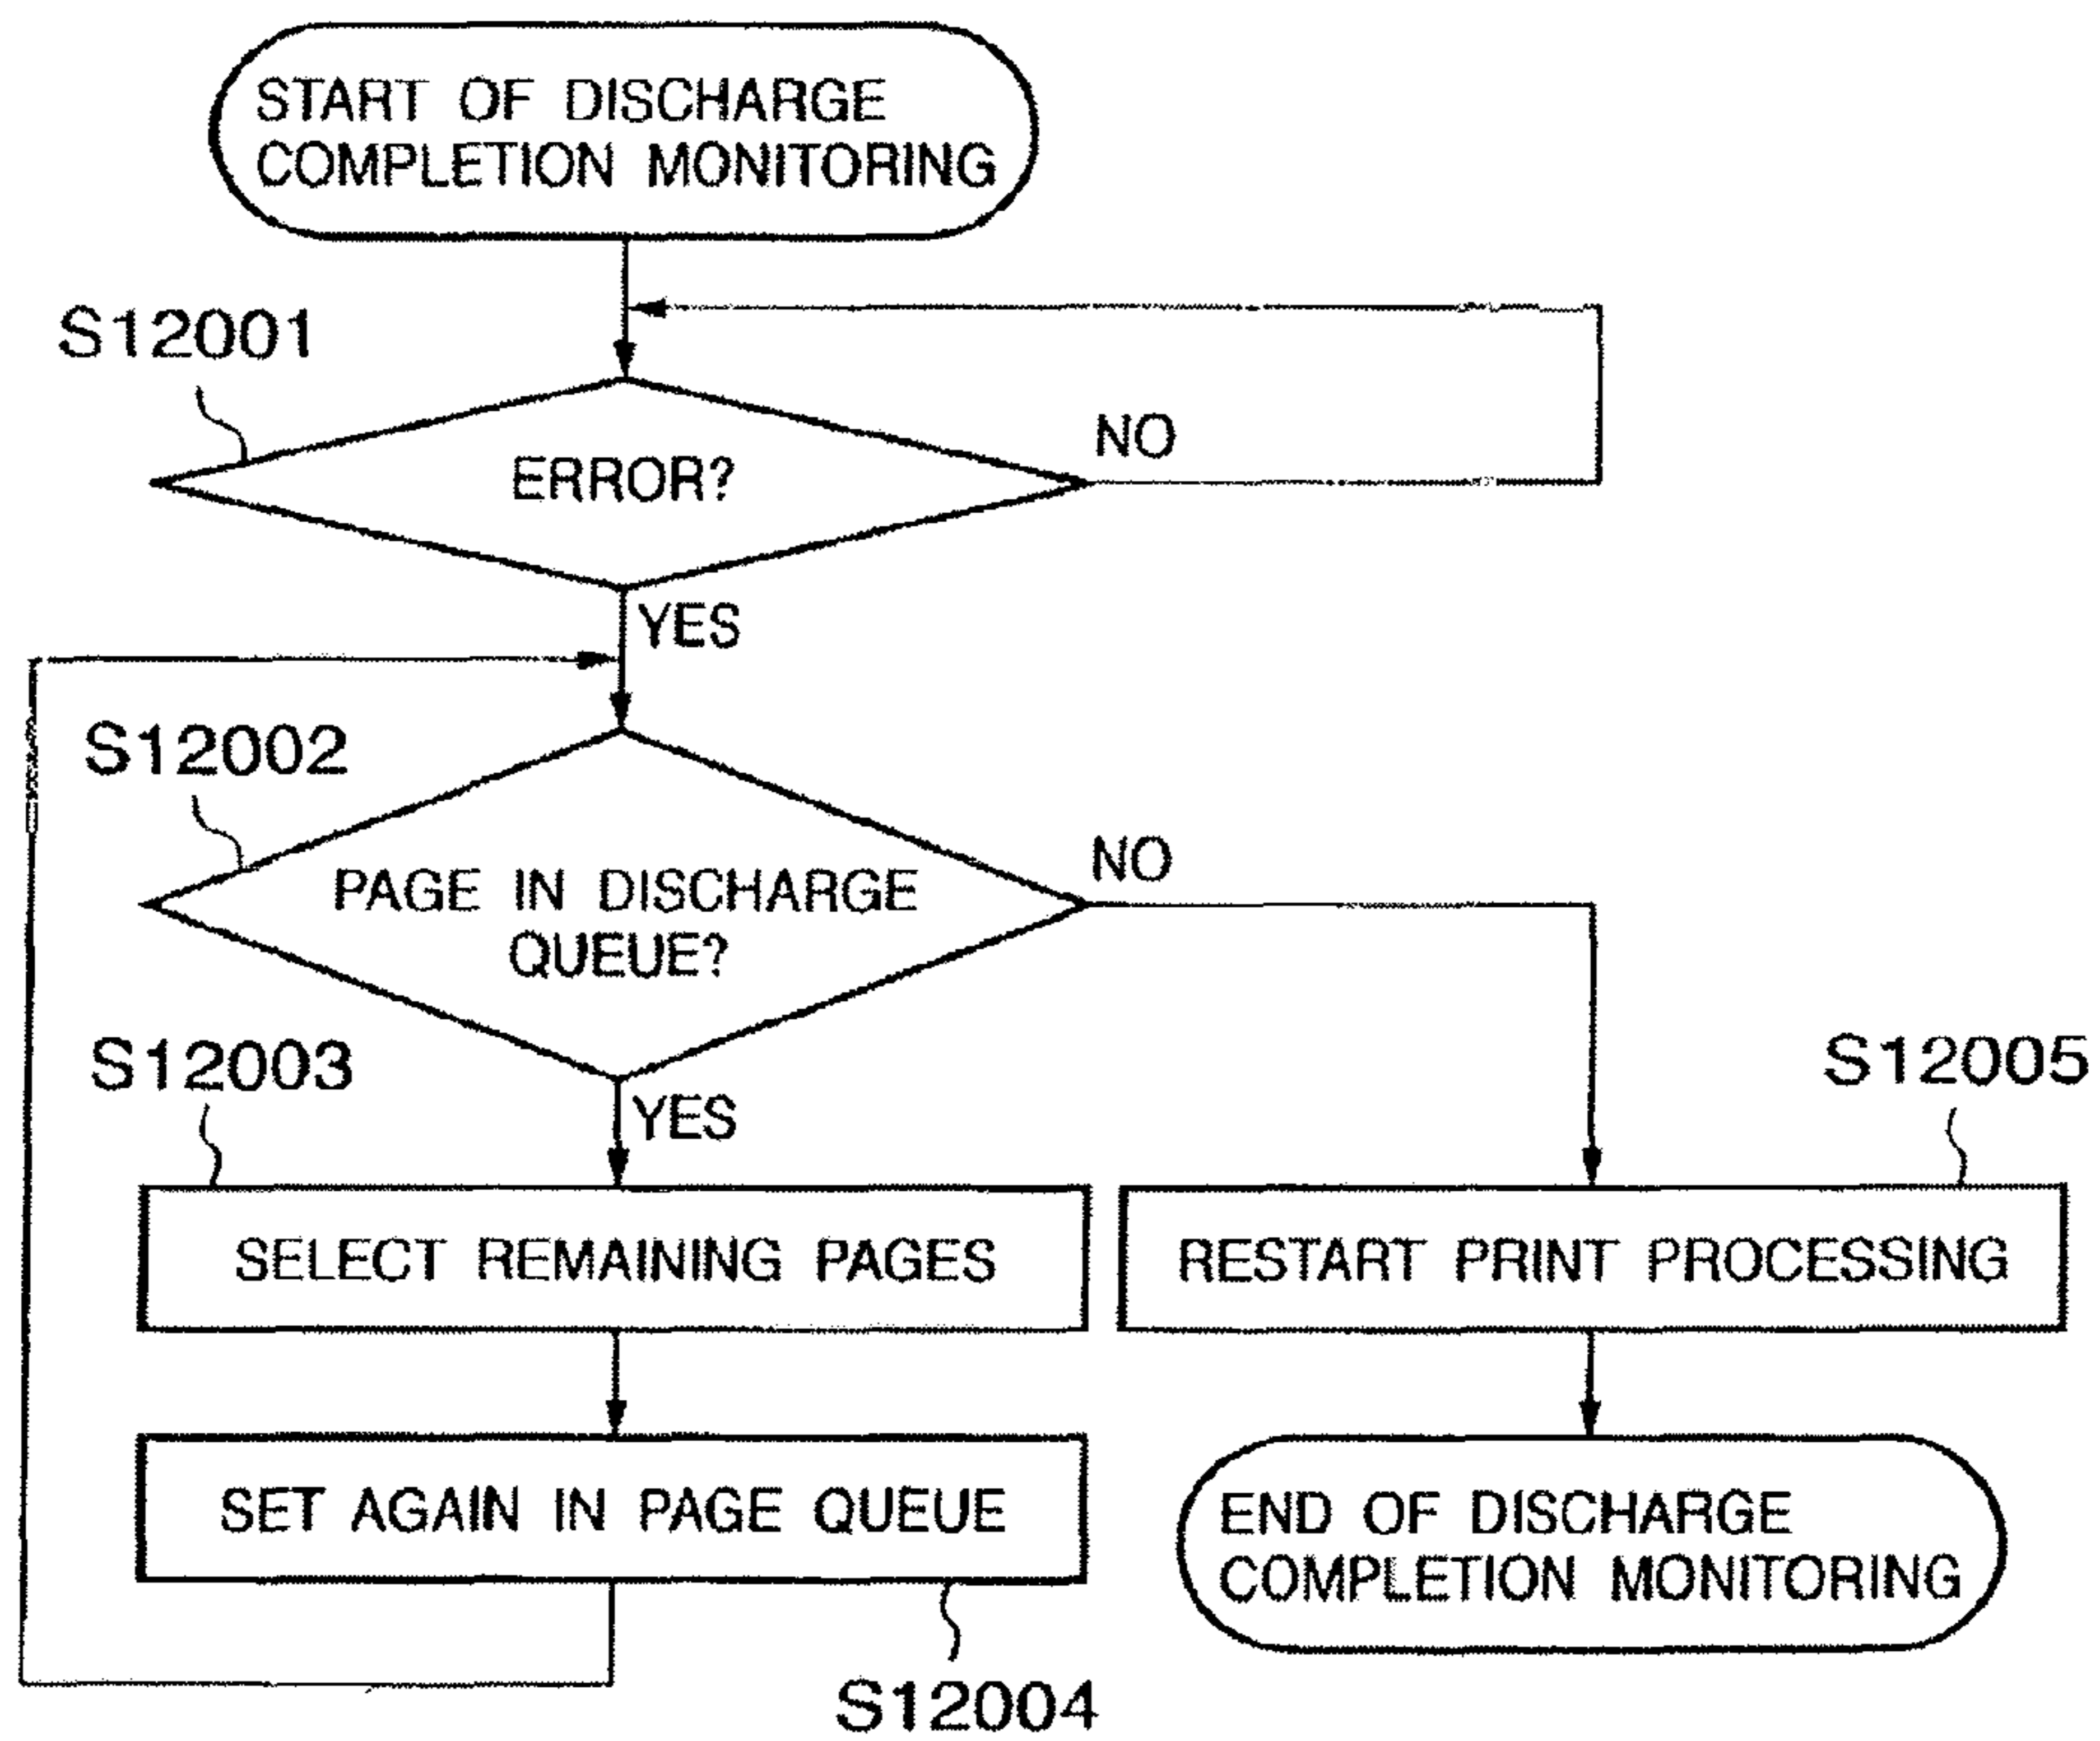 START OF DISCHARGE
COMPLETION MONITORING
S12001
ERROR?
NO
YES
S12002
PAGE IN DISCHARGE
QUEUE?
NO
YES
S12003
S12005
SELECT REMAINING PAGES
RESTART PRINT PROCESSING
SET AGAIN IN PAGE QUEUE
END OF DISCHARGE
COMPLETION MONITORING
S12004